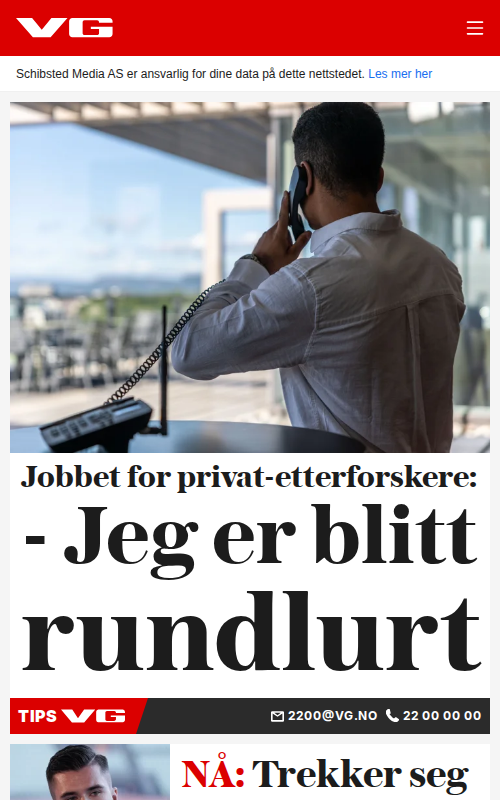 VG
Schibsted Media AS er ansvarlig for dine data på dette nettstedet. Les mer her
Jobbet for privat-etterforskere:
- Jeg er blitt
rundlurt
TIPS VG 2200@VG.NO 22 00 00 00
NÅ: Trekker seg